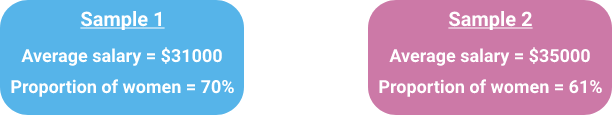 Sample 1
Average salary = $31000
Proportion of women = 70%
Sample 2
Average salary = $35000
Proportion of women = 61%